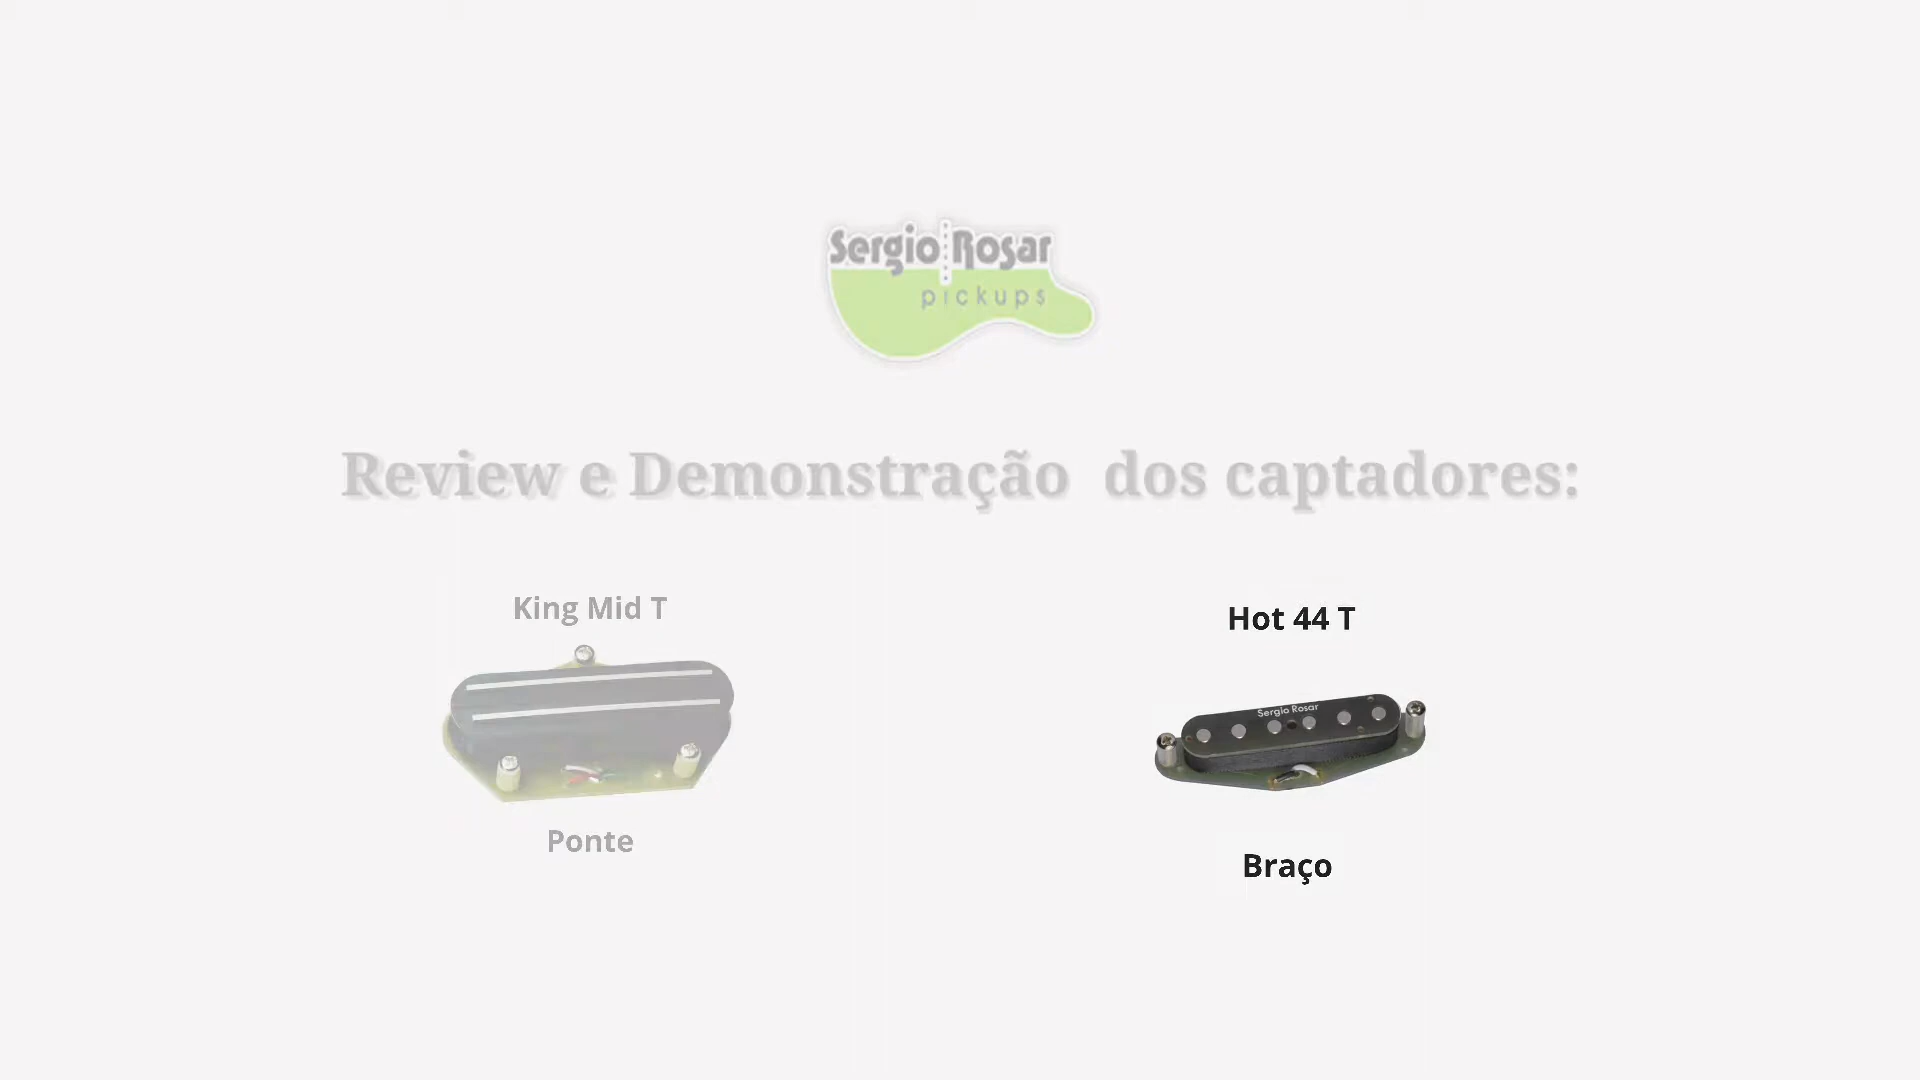 Sergio Rosar
pickups
Review e Demonstração dos captadores:
King Mid T
Hot 44 T
Sergio Rosar
Ponte
Braço